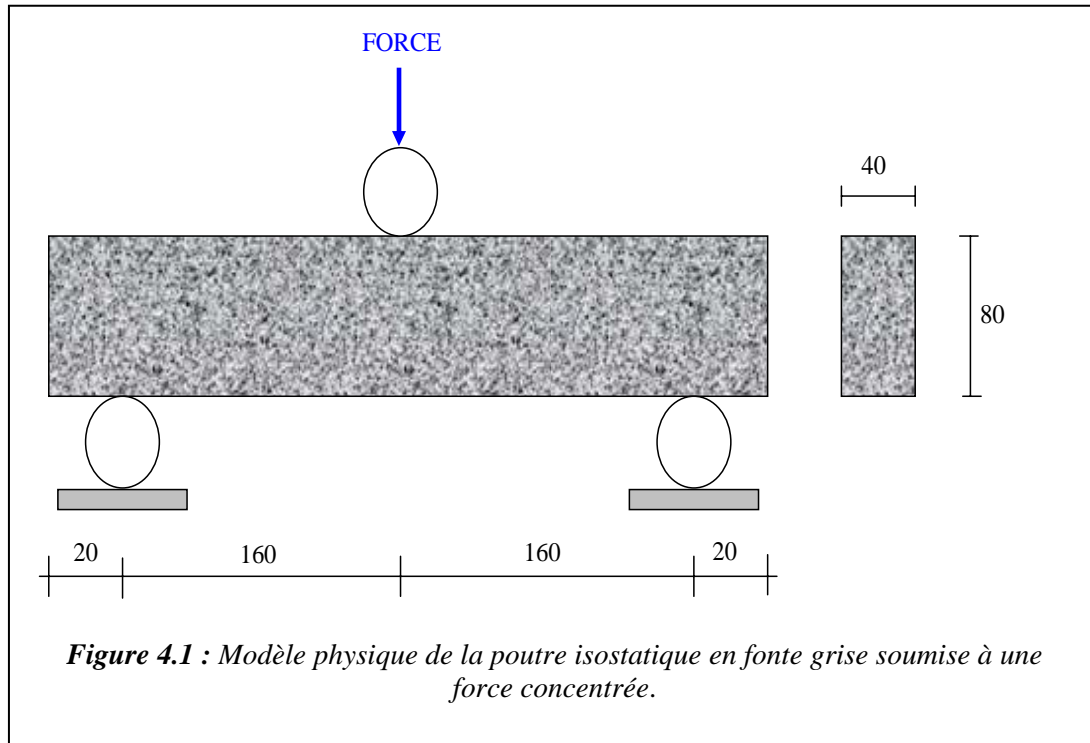 FORCE
40
80
20
160
160
20
Figure 4.1 : Modèle physique de la poutre isostatique en fonte grise soumise à une
force concentrée.